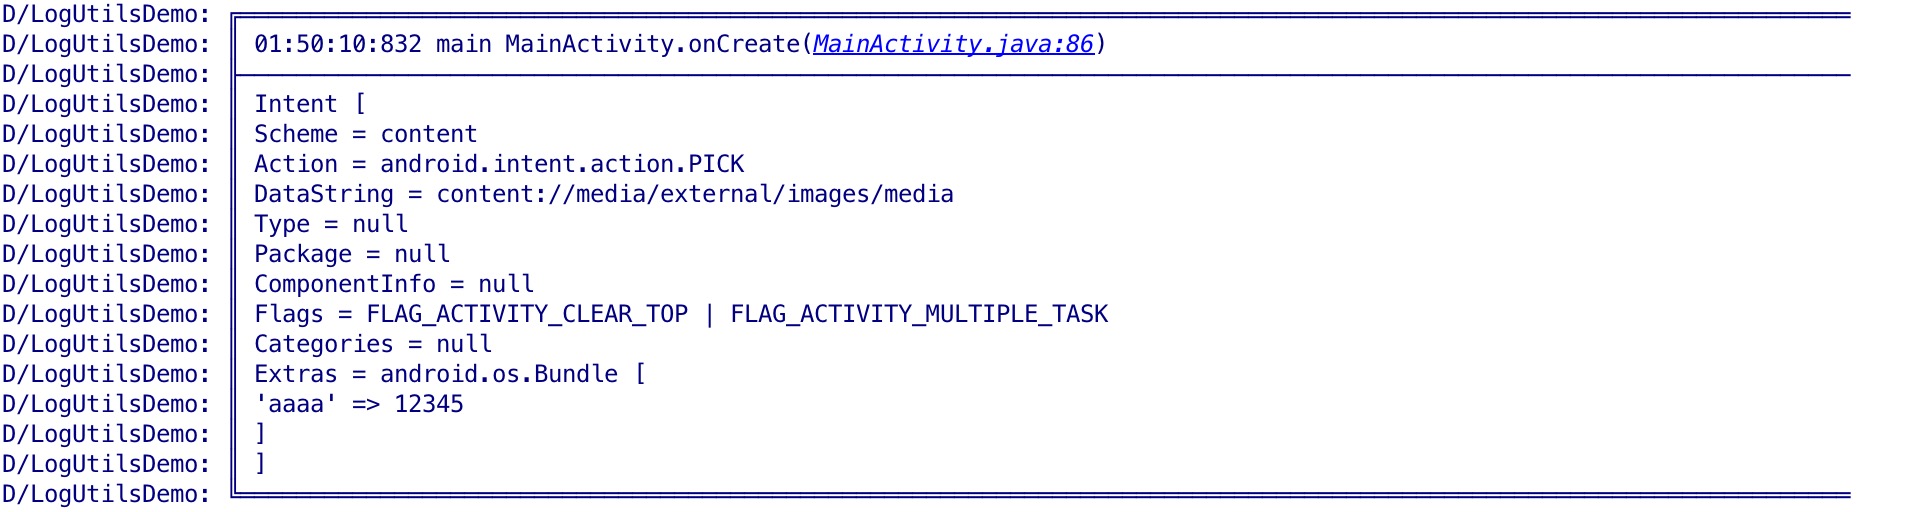 D/LogUtilsDemo:
D/LogUtilsDemo: 01:50:10:832 main MainActivity.onCreate(MainActivity.java:86)
D/LogUtilsDemo:
D/LogUtilsDemo: Intent [
D/LogUtilsDemo: Scheme = content
D/LogUtilsDemo: Action = android.intent.action.PICK
D/LogUtilsDemo: DataString = content://media/external/images/media
D/LogUtilsDemo: Type = null
D/LogUtilsDemo: Package = null
D/LogUtilsDemo: ComponentInfo = null
D/LogUtilsDemo: Flags = FLAG_ACTIVITY_CLEAR_TOP | FLAG_ACTIVITY_MULTIPLE_TASK
D/LogUtilsDemo: Categories = null
D/LogUtilsDemo: Extras = android.os.Bundle [
D/LogUtilsDemo: 'aaaa' => 12345
D/LogUtilsDemo: ]
D/LogUtilsDemo: ]
D/LogUtilsDemo: